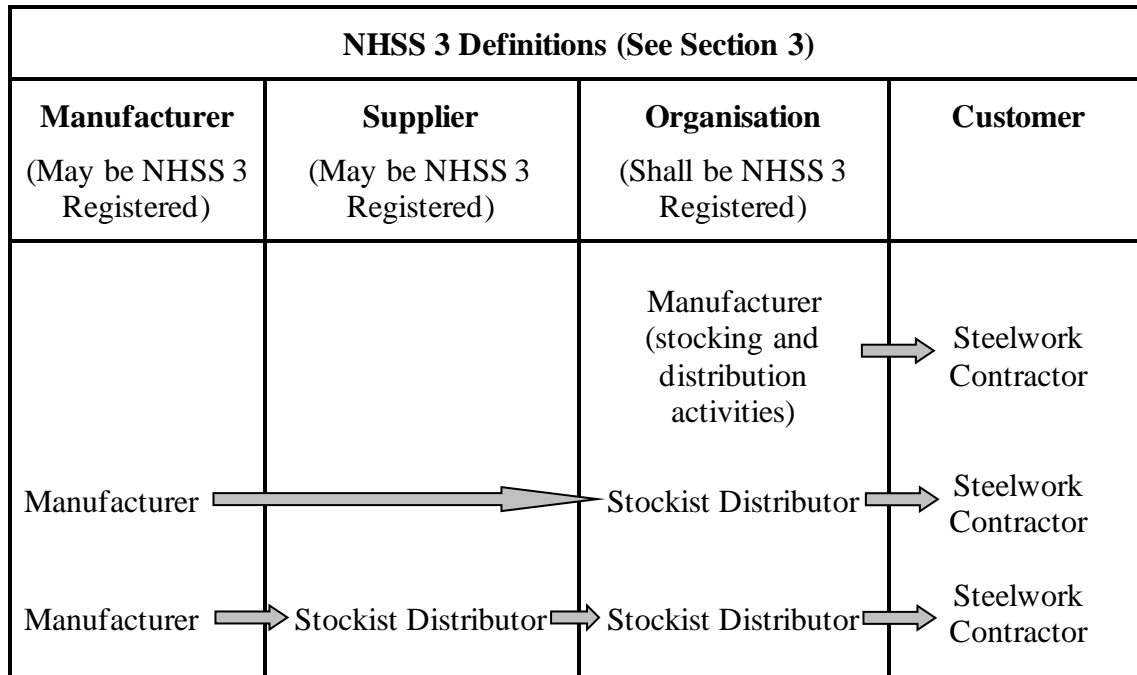 NHSS 3 Definitions (See Section 3)
Manufacturer
(May be NHSS 3
Registered)
Supplier
(May be NHSS 3
Registered)
Organisation
(Shall be NHSS 3
Registered)
Customer
Manufacturer
(stocking and
distribution
activities)
Steelwork
Contractor
Manufacturer
Stockist Distributor
Steelwork
Contractor
Manufacturer
Stockist Distributor
Stockist Distributor
Steelwork
Contractor